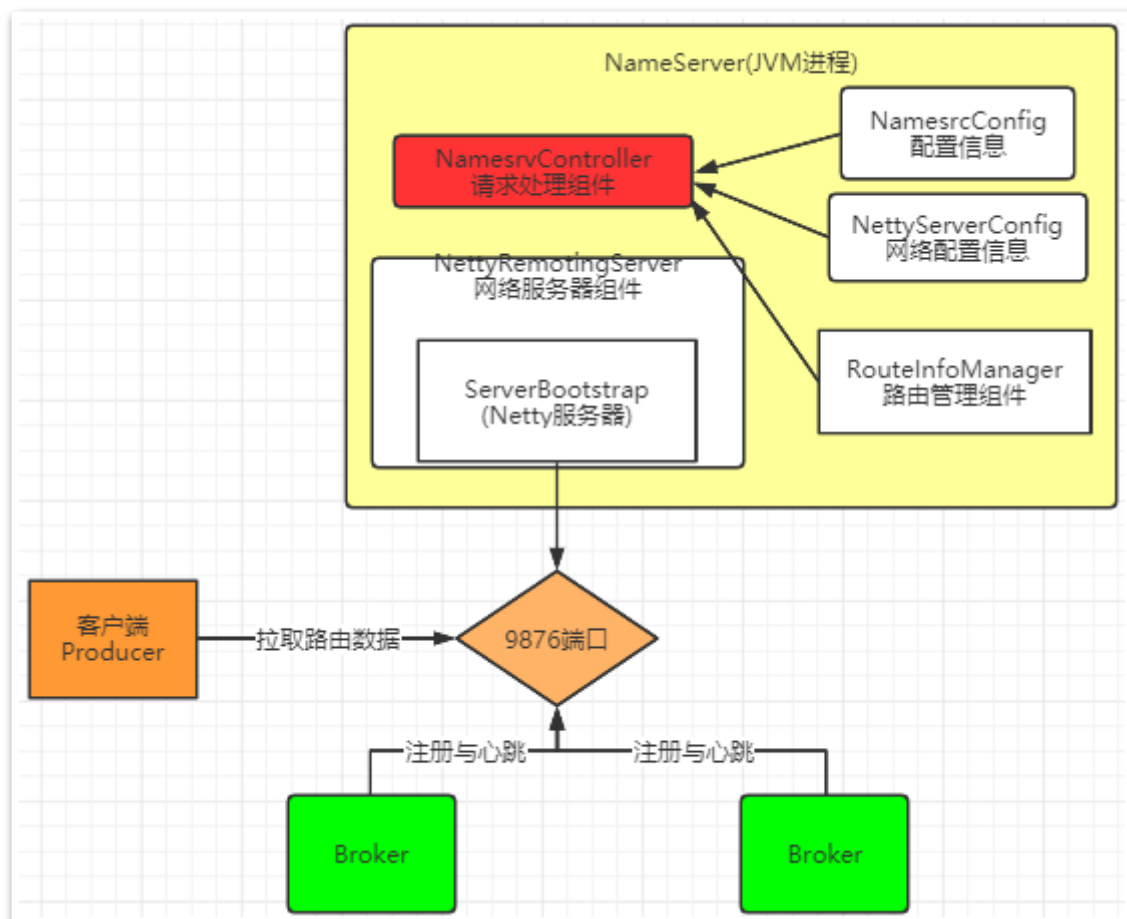 NameServer(JVM进程)
NamesrcConfig
配置信息
NamesrvController
请求处理组件
NettyServerConfig
网络配置信息
NettyRemotingServer
网络服务器组件
RouteInfoManager
路由管理组件
ServerBootstrap
(Netty服务器)
客户端
Producer
拉取路由数据
9876端口
注册与心跳
注册与心跳
Broker
Broker